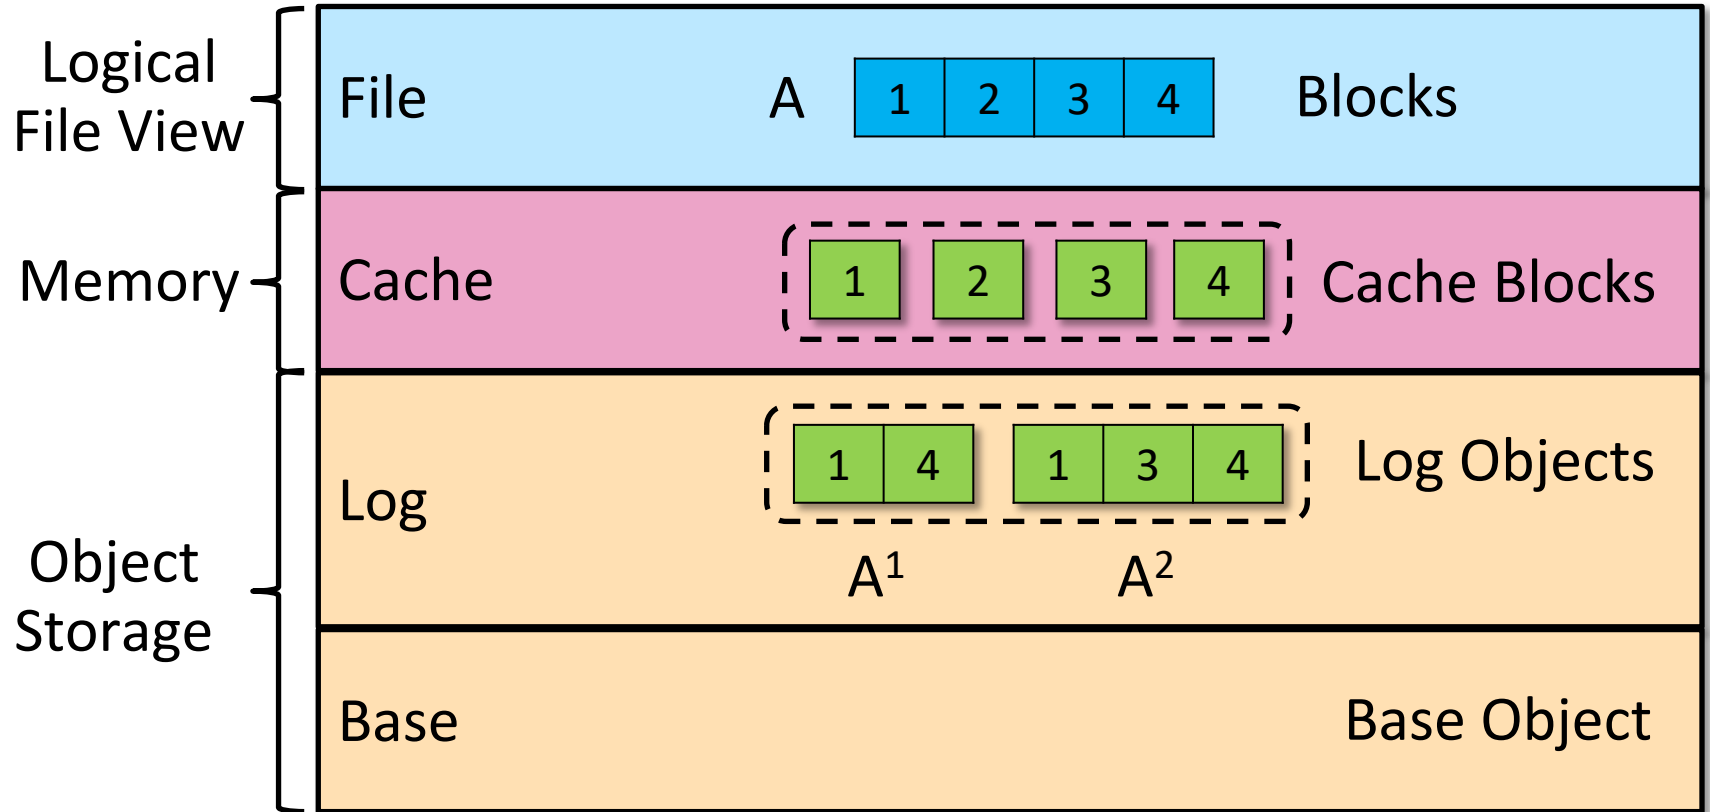 Logical
File View
File
A
1 2 3 4
Blocks
Memory
Cache
1 2 3 4
Cache Blocks
Object
Storage
Log
1 4 1 3 4
Log Objects
A¹ A²
Base
Base Object